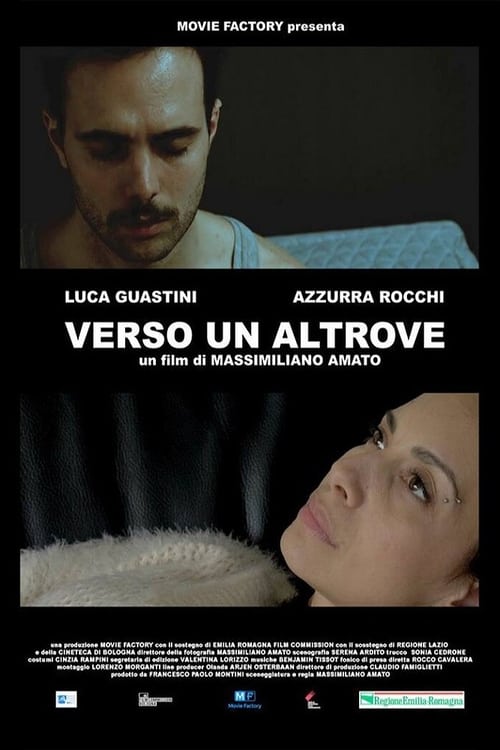 MOVIE FACTORY presenta
LUCA GUASTINI AZZURRA ROCCHI
VERSO UN ALTROVE
un film di MASSIMILIANO AMATO
una produzione MOVIE FACTORY con il sostegno di EMILIA ROMAGNA FILM COMMISSION con il sostegno di REGIONE LAZIO
e della CINETECA DI BOLOGNA direttore della fotografia MASSIMILIANO AMATO scenografia SERENA ARDITO trucco SONIA CEDRONE
costumi CINZIA RAMPINI segretaria di edizione VALENTINA LORIZZO musiche BENJAMIN TISSOT fonico di presa diretta ROCCO CAVALERA
montaggio LORENZO MORGANTI line producer Olanda ARJEN OSTERBAAN direttore di produzione CLAUDIO FAMIGLIETTI
prodotto da FRANCESCO PAOLO MONTINI sceneggiatura e regia MASSIMILIANO AMATO
MF
Movie Factory
RegioneEmilia-Romagna